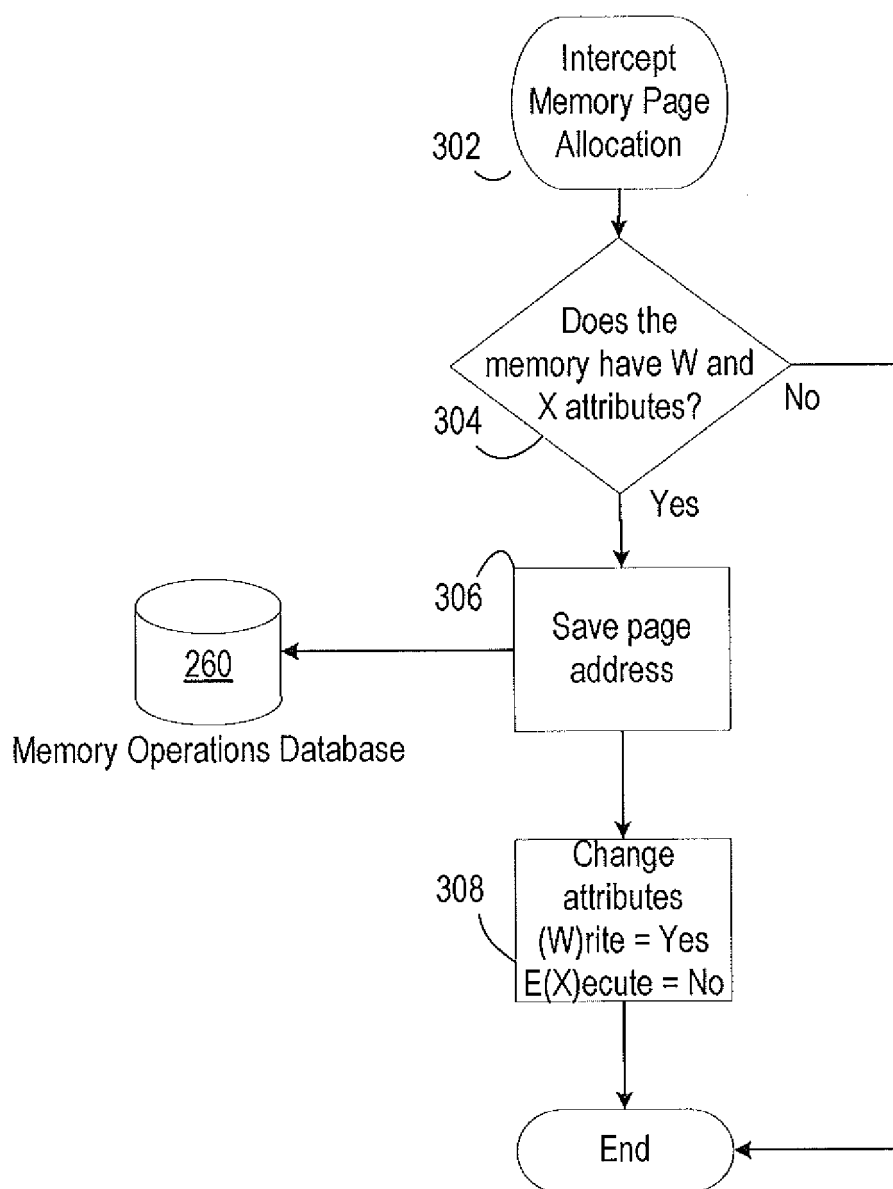 Intercept
Memory Page
Allocation
302
Does the
memory have W and
X attributes?
304
No
Yes
306
Save page
address
260
Memory Operations Database
Change
attributes
(W)rite = Yes
E(X)ecute = No
308
End